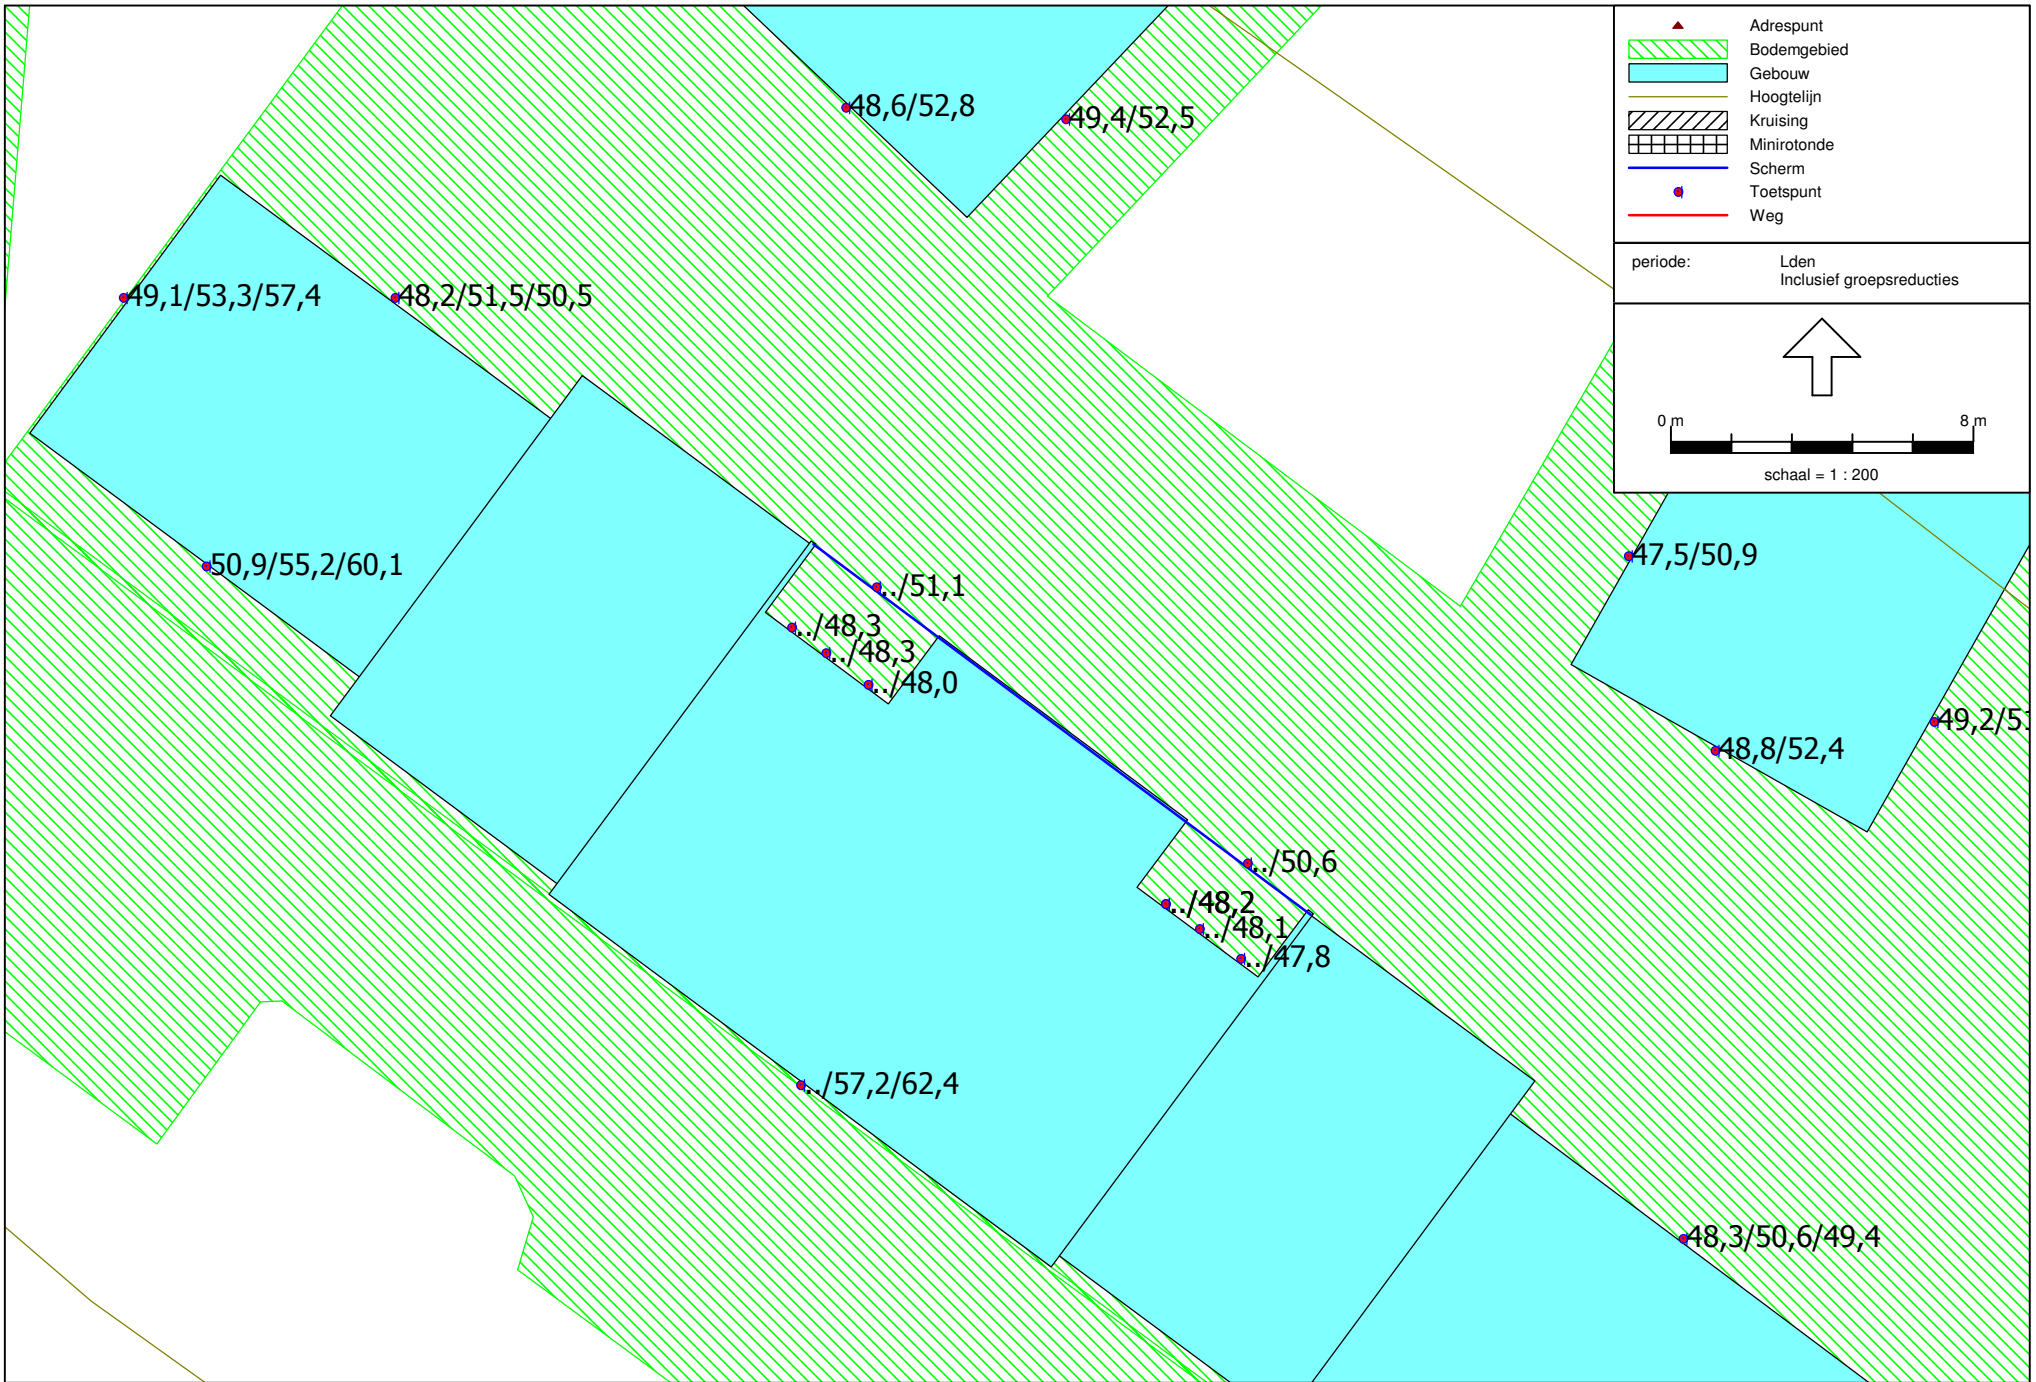 Adrespunt
Bodemgebied
Gebouw
Hoogtelijn
Kruising
Minirotonde
Scherm
Toetspunt
Weg
periode: Lden
Inclusief groepsreducties
0 m 8 m
schaal = 1 : 200
48,6/52,8
49,4/52,5
49,1/53,3/57,4
48,2/51,5/50,5
50,9/55,2/60,1
47,5/50,9
../51,1
../48,3
../48,3
../48,0
49,2/5
48,8/52,4
../50,6
../48,2
../48,1
../47,8
../57,2/62,4
48,3/50,6/49,4